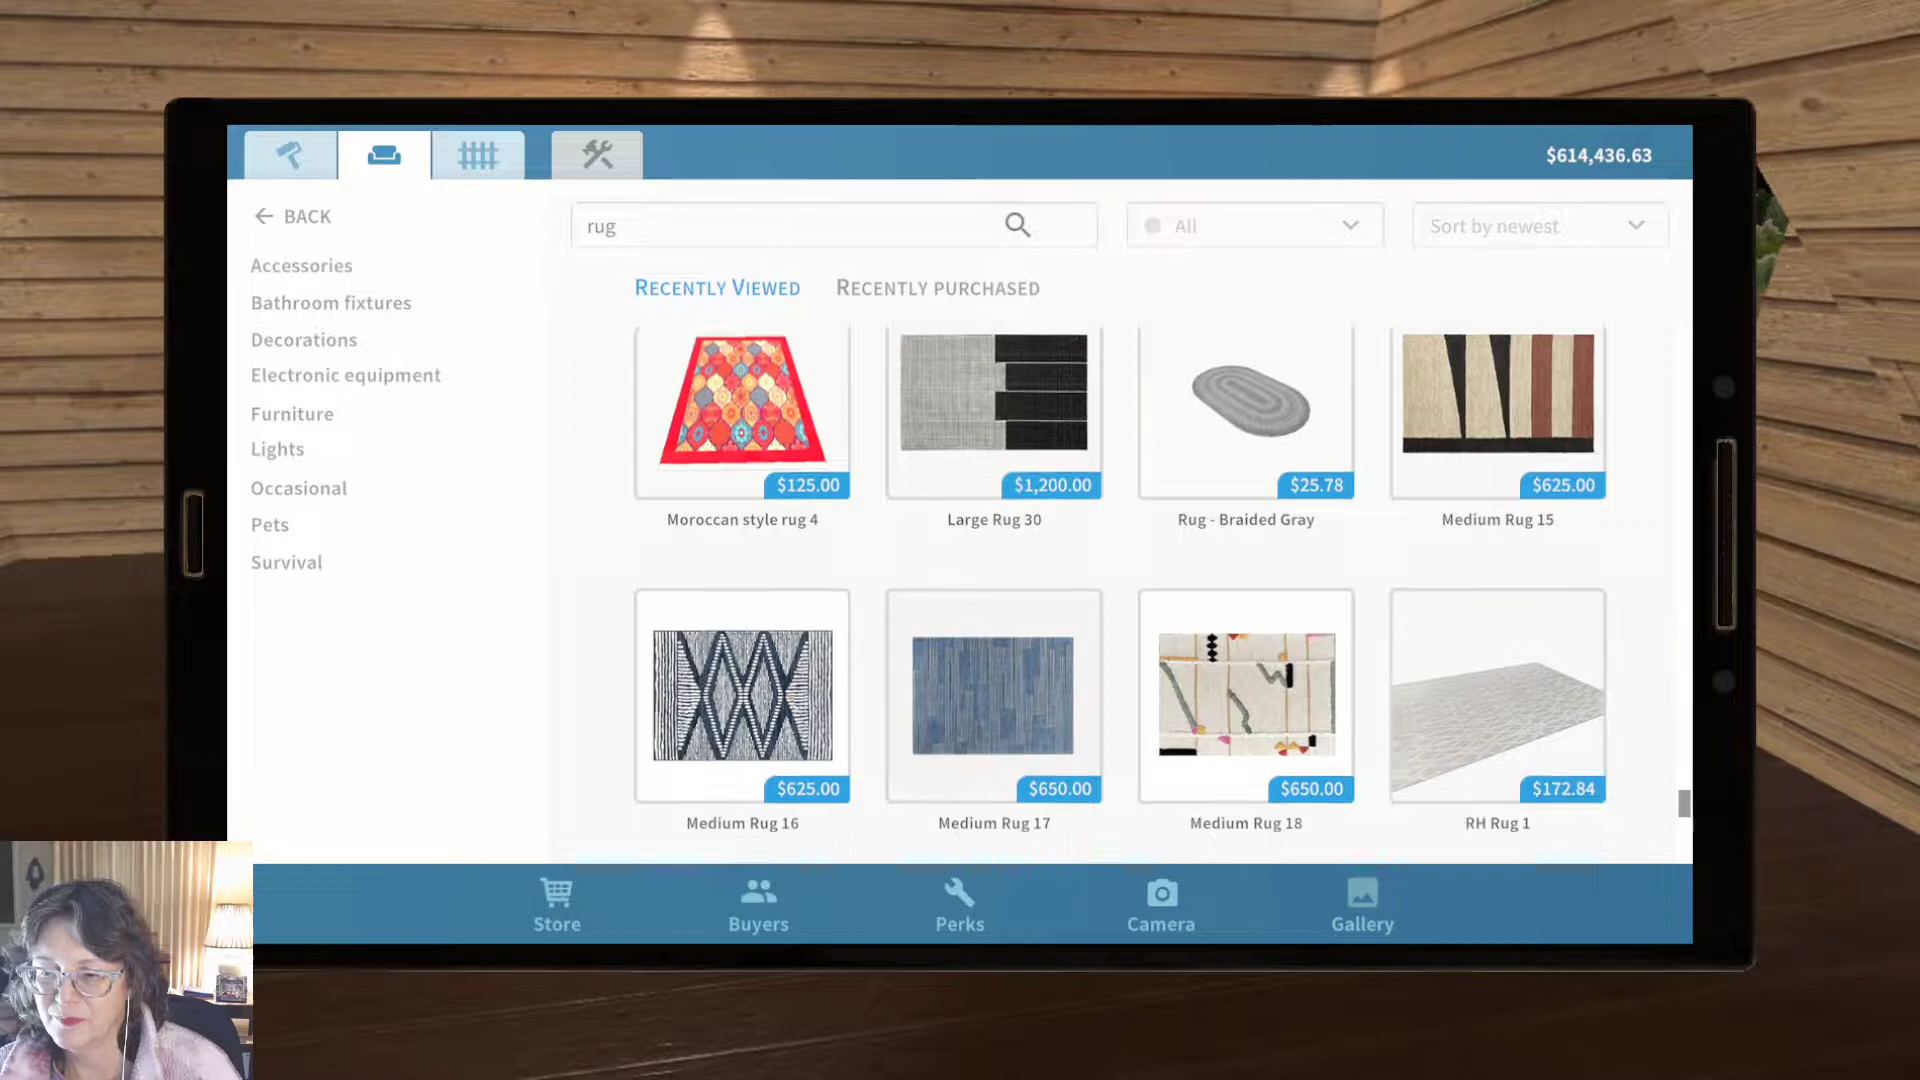 $614,436.63
BACK
rug
All
Sort by newest
Accessories
Bathroom fixtures
Decorations
Electronic equipment
Furniture
Lights
Occasional
Pets
Survival
RECENTLY VIEWED
RECENTLY PURCHASED
$125.00
$1,200.00
$25.78
$625.00
Moroccan style rug 4
Large Rug 30
Rug - Braided Gray
Medium Rug 15
$625.00
$650.00
$650.00
$172.84
Medium Rug 16
Medium Rug 17
Medium Rug 18
RH Rug 1
Store
Buyers
Perks
Camera
Gallery